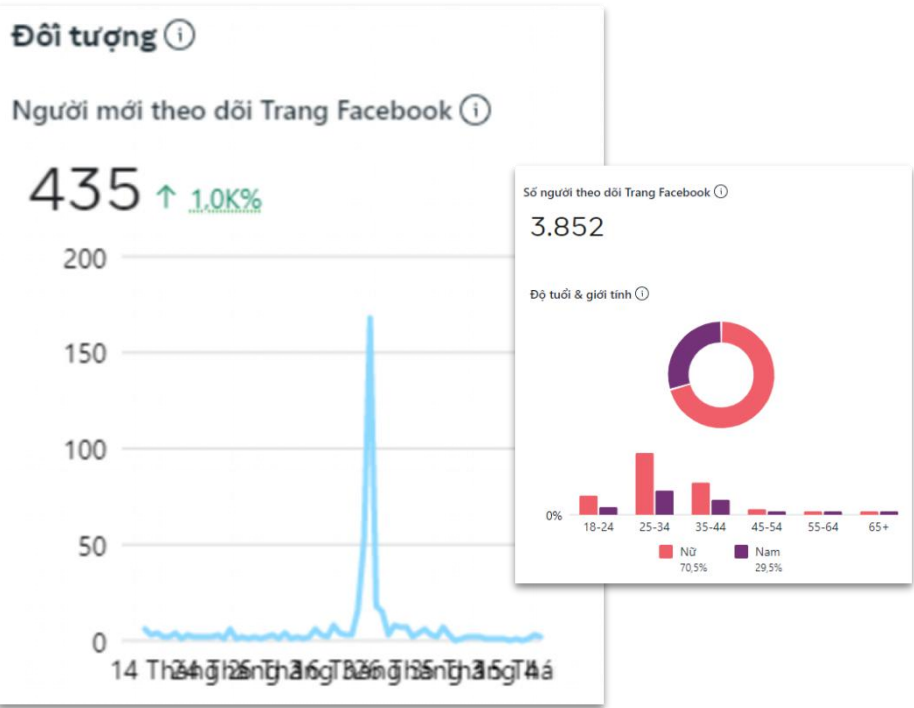 Đối tượng
Người mới theo dõi Trang Facebook
435 ↑ 1,0K%
200
150
100
50
0
14 Tháng
Số người theo dõi Trang Facebook
3.852
Độ tuổi & giới tính
0%
18-24 25-34 35-44 45-54 55-64 65+
Nữ Nam
70,5% 29,5%